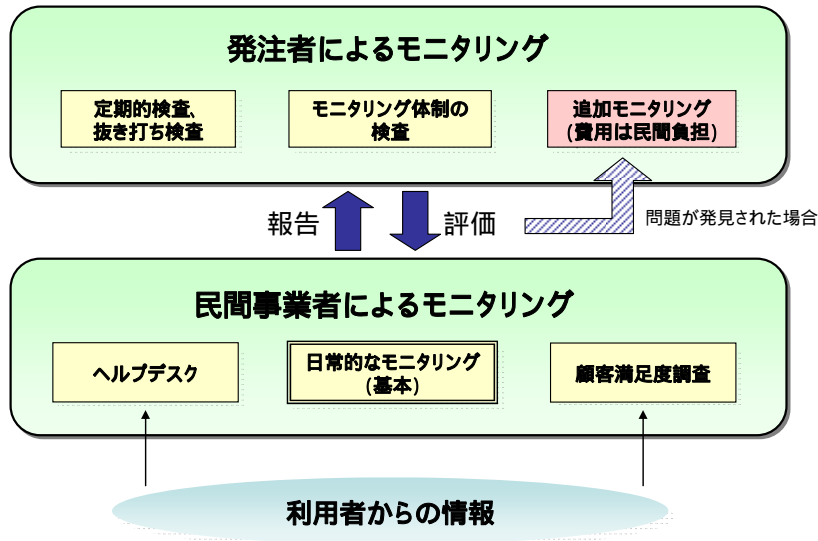 発注者によるモニタリング
定期的検査、
抜き打ち検査
モニタリング体制の
検査
追加モニタリング
(費用は民間負担)
報告
評価
問題が発見された場合
民間事業者によるモニタリング
ヘルプデスク
日常的なモニタリング
(基本)
顧客満足度調査
利用者からの情報